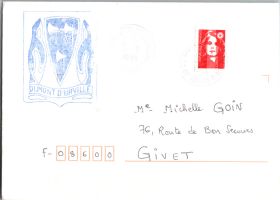 DUMONT D'URVILLE
Me Michelle GOIN
76, Route de Bon Secours
F-08600
GIVET